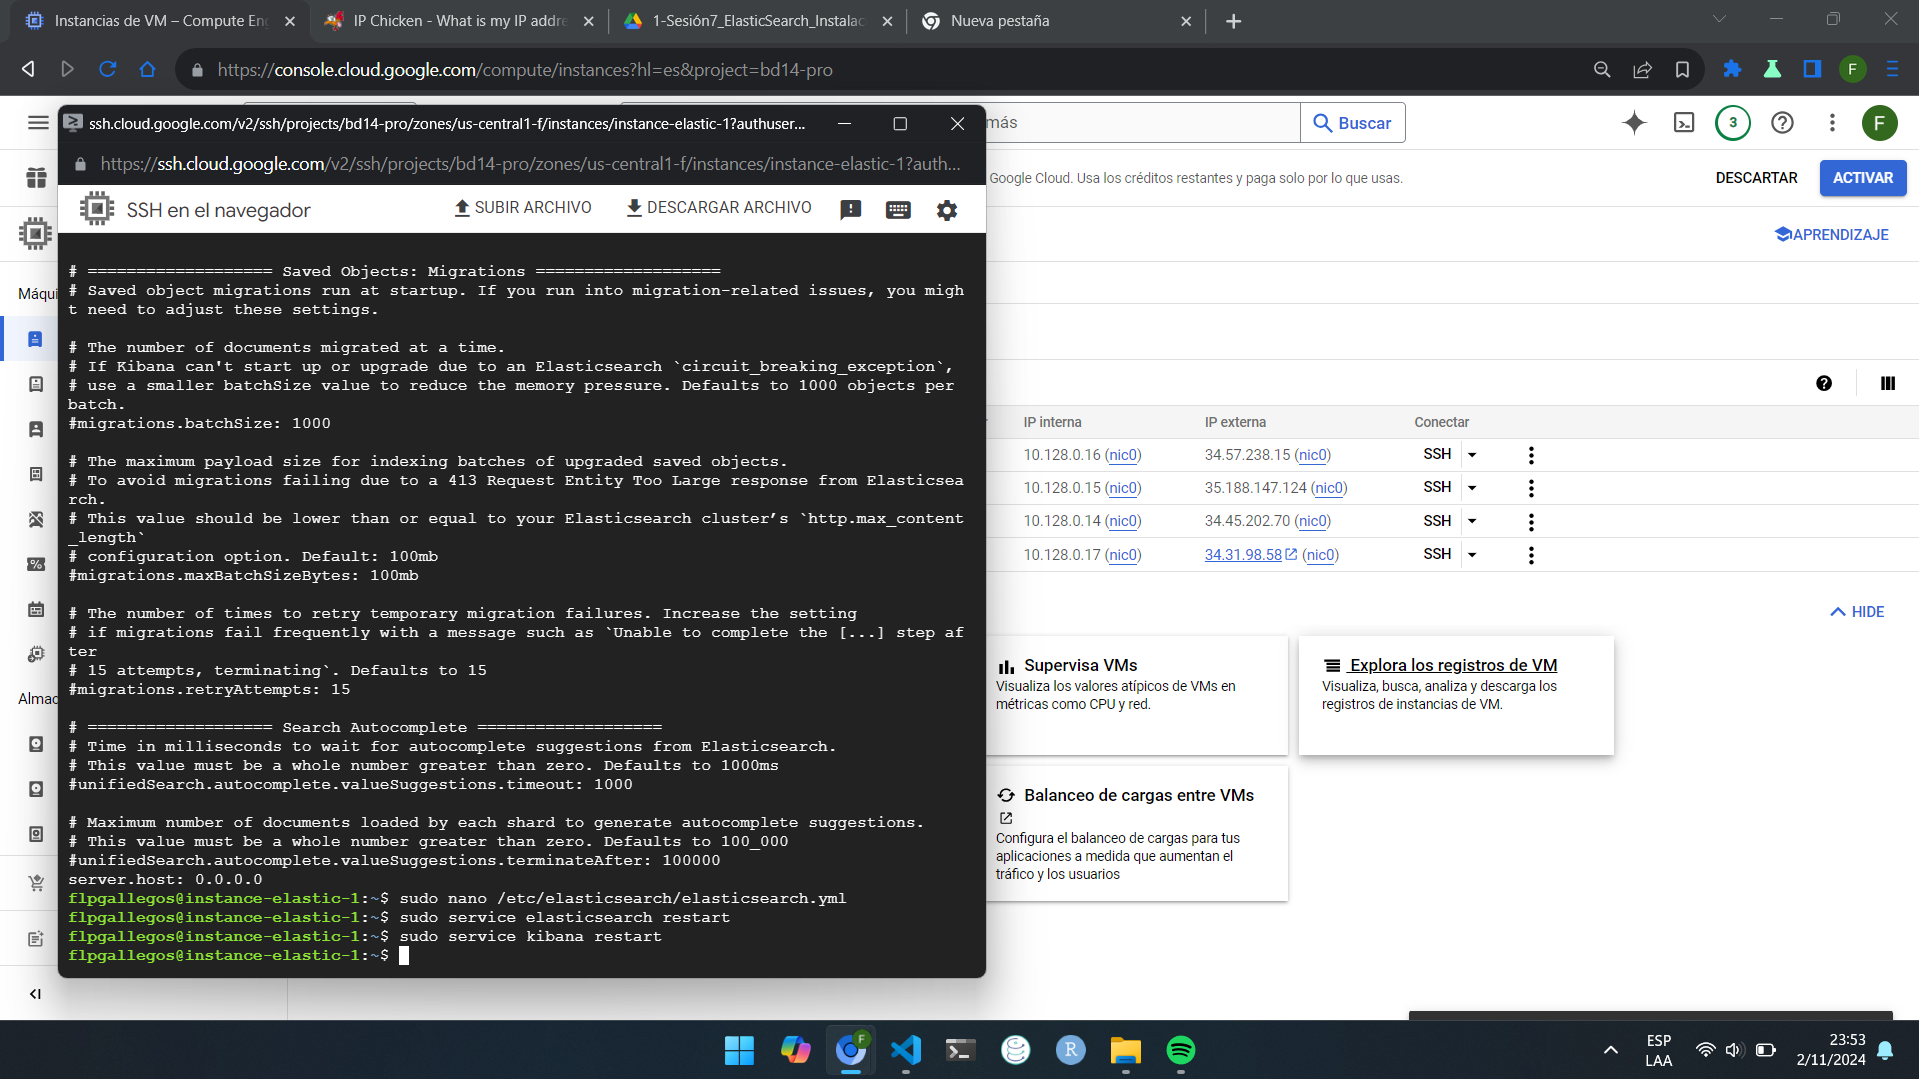 Instancias de VM – Compute Eng
IP Chicken - What is my IP addre
1-Sesión7_ElasticSearch_Instalac
Nueva pestaña
https://console.cloud.google.com/compute/instances?hl=es&project=bd14-pro
F
ssh.cloud.google.com/v2/ssh/projects/bd14-pro/zones/us-central1-f/instances/instance-elastic-1?authuser...
más
Buscar
3
F
https://ssh.cloud.google.com/v2/ssh/projects/bd14-pro/zones/us-central1-f/instances/instance-elastic-1?auth...
Google Cloud. Usa los créditos restantes y paga solo por lo que usas.
DESCARTAR
ACTIVAR
SSH en el navegador
SUBIR ARCHIVO
DESCARGAR ARCHIVO
APRENDIZAJE
Máqui
Almac
# =================== Saved Objects: Migrations ===================
# Saved object migrations run at startup. If you run into migration-related issues, you migh
t need to adjust these settings.
# The number of documents migrated at a time.
# If Kibana can't start up or upgrade due to an Elasticsearch `circuit_breaking_exception`,
# use a smaller batchSize value to reduce the memory pressure. Defaults to 1000 objects per
batch.
#migrations.batchSize: 1000
# The maximum payload size for indexing batches of upgraded saved objects.
# To avoid migrations failing due to a 413 Request Entity Too Large response from Elasticsea
rch.
# This value should be lower than or equal to your Elasticsearch cluster’s `http.max_content
_length`
# configuration option. Default: 100mb
#migrations.maxBatchSizeBytes: 100mb
# The number of times to retry temporary migration failures. Increase the setting
# if migrations fail frequently with a message such as `Unable to complete the [...] step af
ter
# 15 attempts, terminating`. Defaults to 15
#migrations.retryAttempts: 15
# =================== Search Autocomplete ===================
# Time in milliseconds to wait for autocomplete suggestions from Elasticsearch.
# This value must be a whole number greater than zero. Defaults to 1000ms
#unifiedSearch.autocomplete.valueSuggestions.timeout: 1000
# Maximum number of documents loaded by each shard to generate autocomplete suggestions.
# This value must be a whole number greater than zero. Defaults to 100_000
#unifiedSearch.autocomplete.valueSuggestions.terminateAfter: 100000
server.host: 0.0.0.0
flpgallegos@instance-elastic-1:~$ sudo nano /etc/elasticsearch/elasticsearch.yml
flpgallegos@instance-elastic-1:~$ sudo service elasticsearch restart
flpgallegos@instance-elastic-1:~$ sudo service kibana restart
flpgallegos@instance-elastic-1:~$
IP interna IP externa Conectar
10.128.0.16 (nic0) 34.57.238.15 (nic0) SSH
10.128.0.15 (nic0) 35.188.147.124 (nic0) SSH
10.128.0.14 (nic0) 34.45.202.70 (nic0) SSH
10.128.0.17 (nic0) 34.31.98.58 (nic0) SSH
HIDE
Supervisa VMs
Visualiza los valores atípicos de VMs en
métricas como CPU y red.
Explora los registros de VM
Visualiza, busca, analiza y descarga los
registros de instancias de VM.
Balanceo de cargas entre VMs
Configura el balanceo de cargas para tus
aplicaciones a medida que aumentan el
tráfico y los usuarios
F
R
ESP
LAA
23:53
2/11/2024